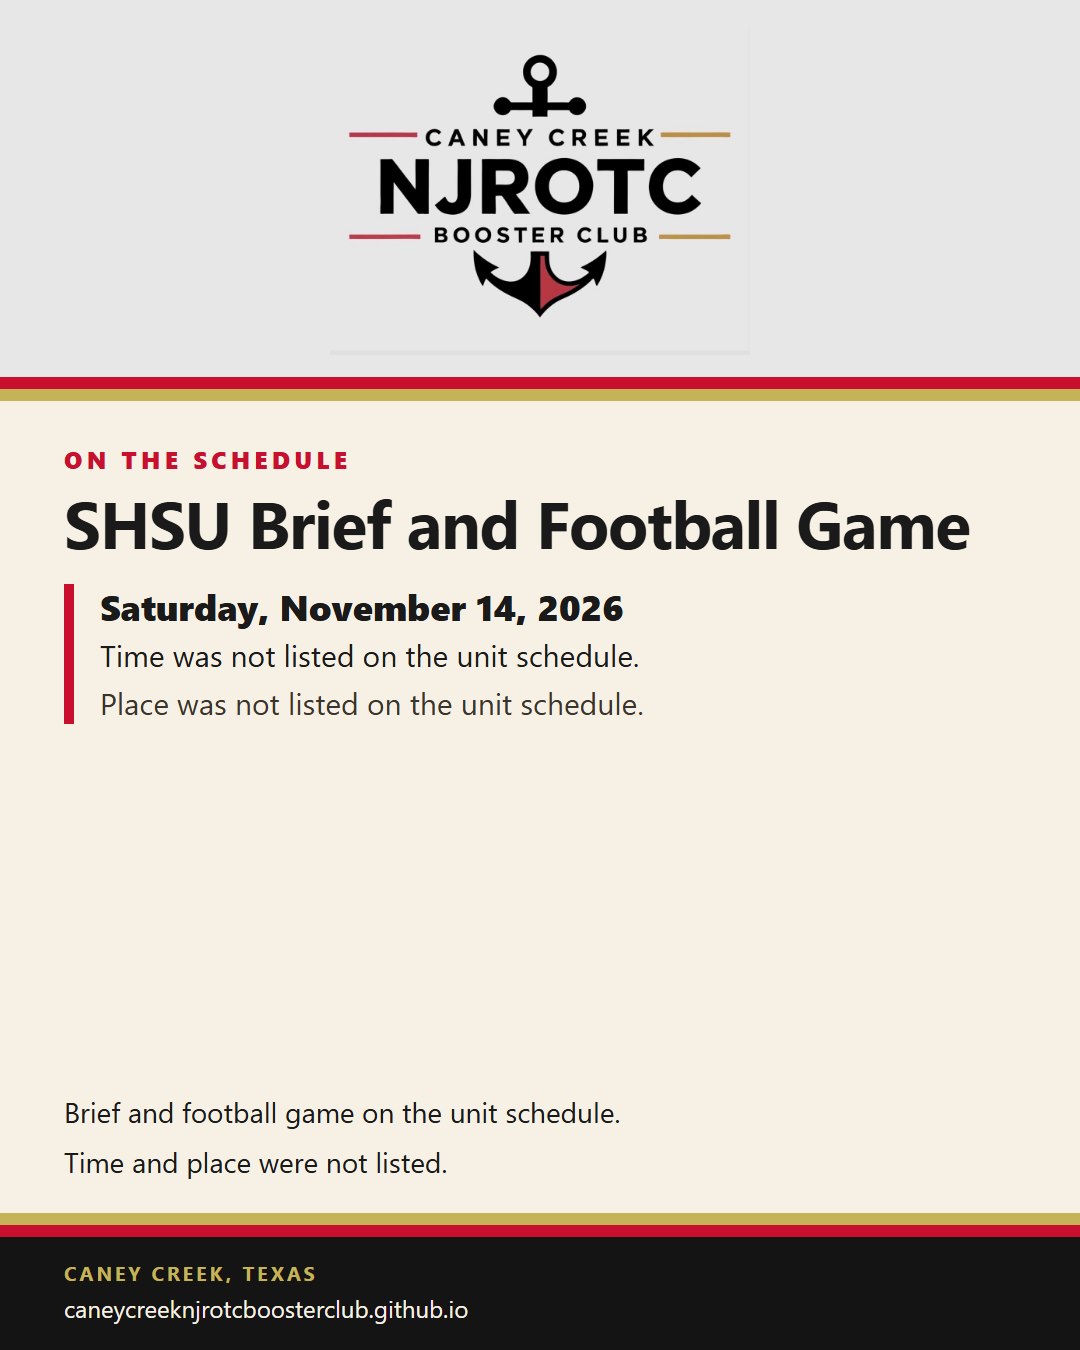 CANEY CREEK
NJROTC
BOOSTER CLUB
ON THE SCHEDULE
SHSU Brief and Football Game
Saturday, November 14, 2026
Time was not listed on the unit schedule.
Place was not listed on the unit schedule.
Brief and football game on the unit schedule.
Time and place were not listed.
CANEY CREEK, TEXAS
caneycreeknjrotcboosterclub.github.io